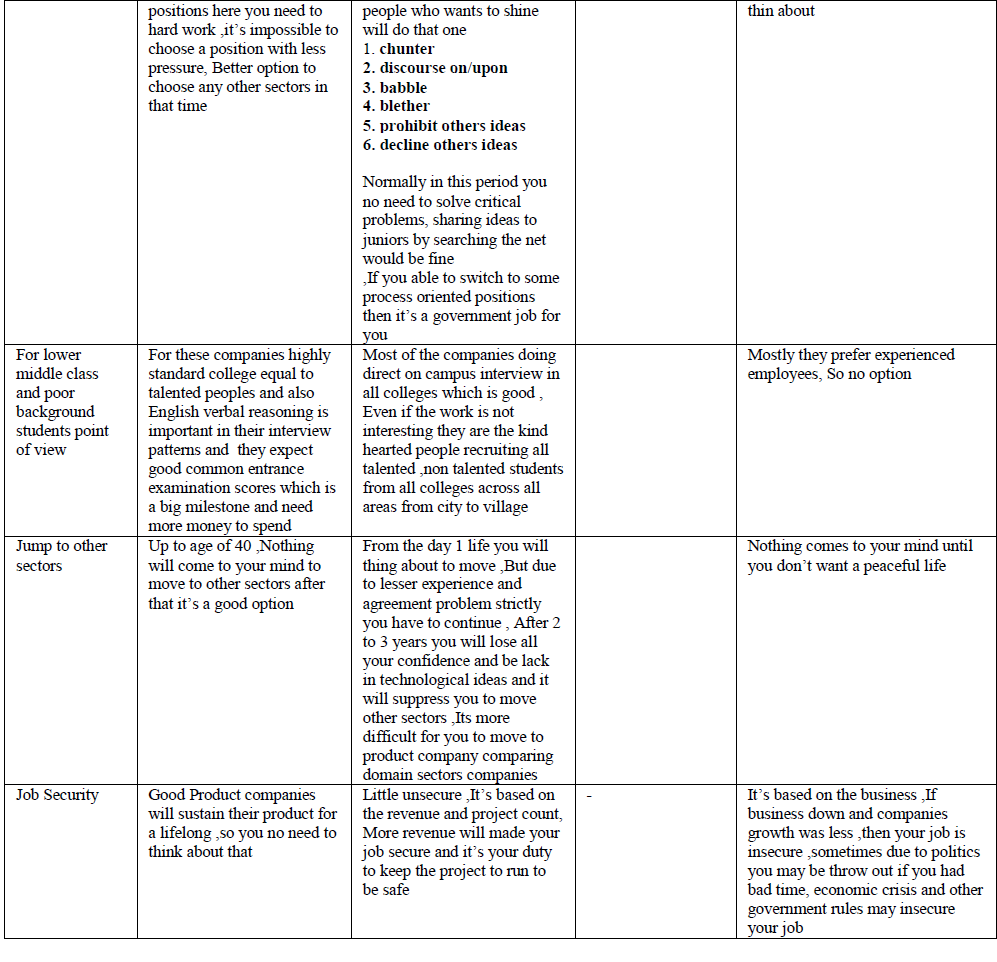 positions here you need to
hard work ,it’s impossible to
choose a position with less
pressure, Better option to
choose any other sectors in
that time
people who wants to shine
will do that one
1. chunter
2. discourse on/upon
3. babble
4. blether
5. prohibit others ideas
6. decline others ideas
Normally in this period you
no need to solve critical
problems, sharing ideas to
juniors by searching the net
would be fine
,If you able to switch to some
process oriented positions
then it’s a government job for
you
thin about
For lower
middle class
and poor
background
students point
of view
For these companies highly
standard college equal to
talented peoples and also
English verbal reasoning is
important in their interview
patterns and  they expect
good common entrance
examination scores which is
a big milestone and need
more money to spend
Most of the companies doing
direct on campus interview in
all colleges which is good ,
Even if the work is not
interesting they are the kind
hearted people recruiting all
talented ,non talented students
from all colleges across all
areas from city to village
Mostly they prefer experienced
employees, So no option
Jump to other
sectors
Up to age of 40 ,Nothing
will come to your mind to
move to other sectors after
that it’s a good option
From the day 1 life you will
thing about to move ,But due
to lesser experience and
agreement problem strictly
you have to continue , After 2
to 3 years you will lose all
your confidence and be lack
in technological ideas and it
will suppress you to move
other sectors ,Its more
difficult for you to move to
product company comparing
domain sectors companies
Nothing comes to your mind until
you don’t want a peaceful life
Job Security
Good Product companies
will sustain their product for
a lifelong ,so you no need to
think about that
Little unsecure ,It’s based on
the revenue and project count,
More revenue will made your
job secure and it’s your duty
to keep the project to run to
be safe
-
It’s based on the business ,If
business down and companies
growth was less ,then your job is
insecure ,sometimes due to politics
you may be throw out if you had
bad time, economic crisis and other
government rules may insecure
your job